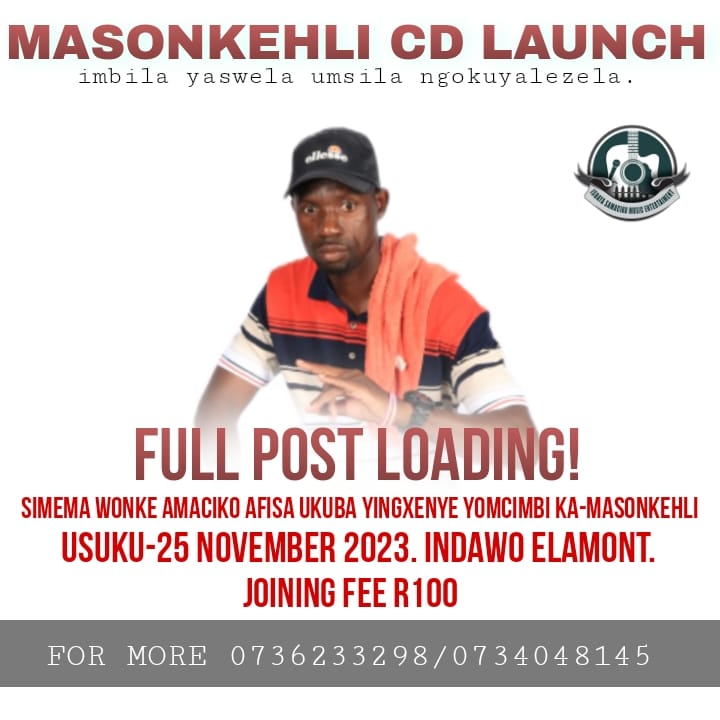 MASONKEHLI CD LAUNCH
imbila yaswela umsila ngokuyalezela.
ellesse
FULL POST LOADING!
SIMEMA WONKE AMACIKO AFISA UKUBA YINGXENYE YOMCIMBI KA-MASONKEHLI
USUKU-25 NOVEMBER 2023. INDAWO ELAMONT.
JOINING FEE R100
FOR MORE 0736233298/0734048145